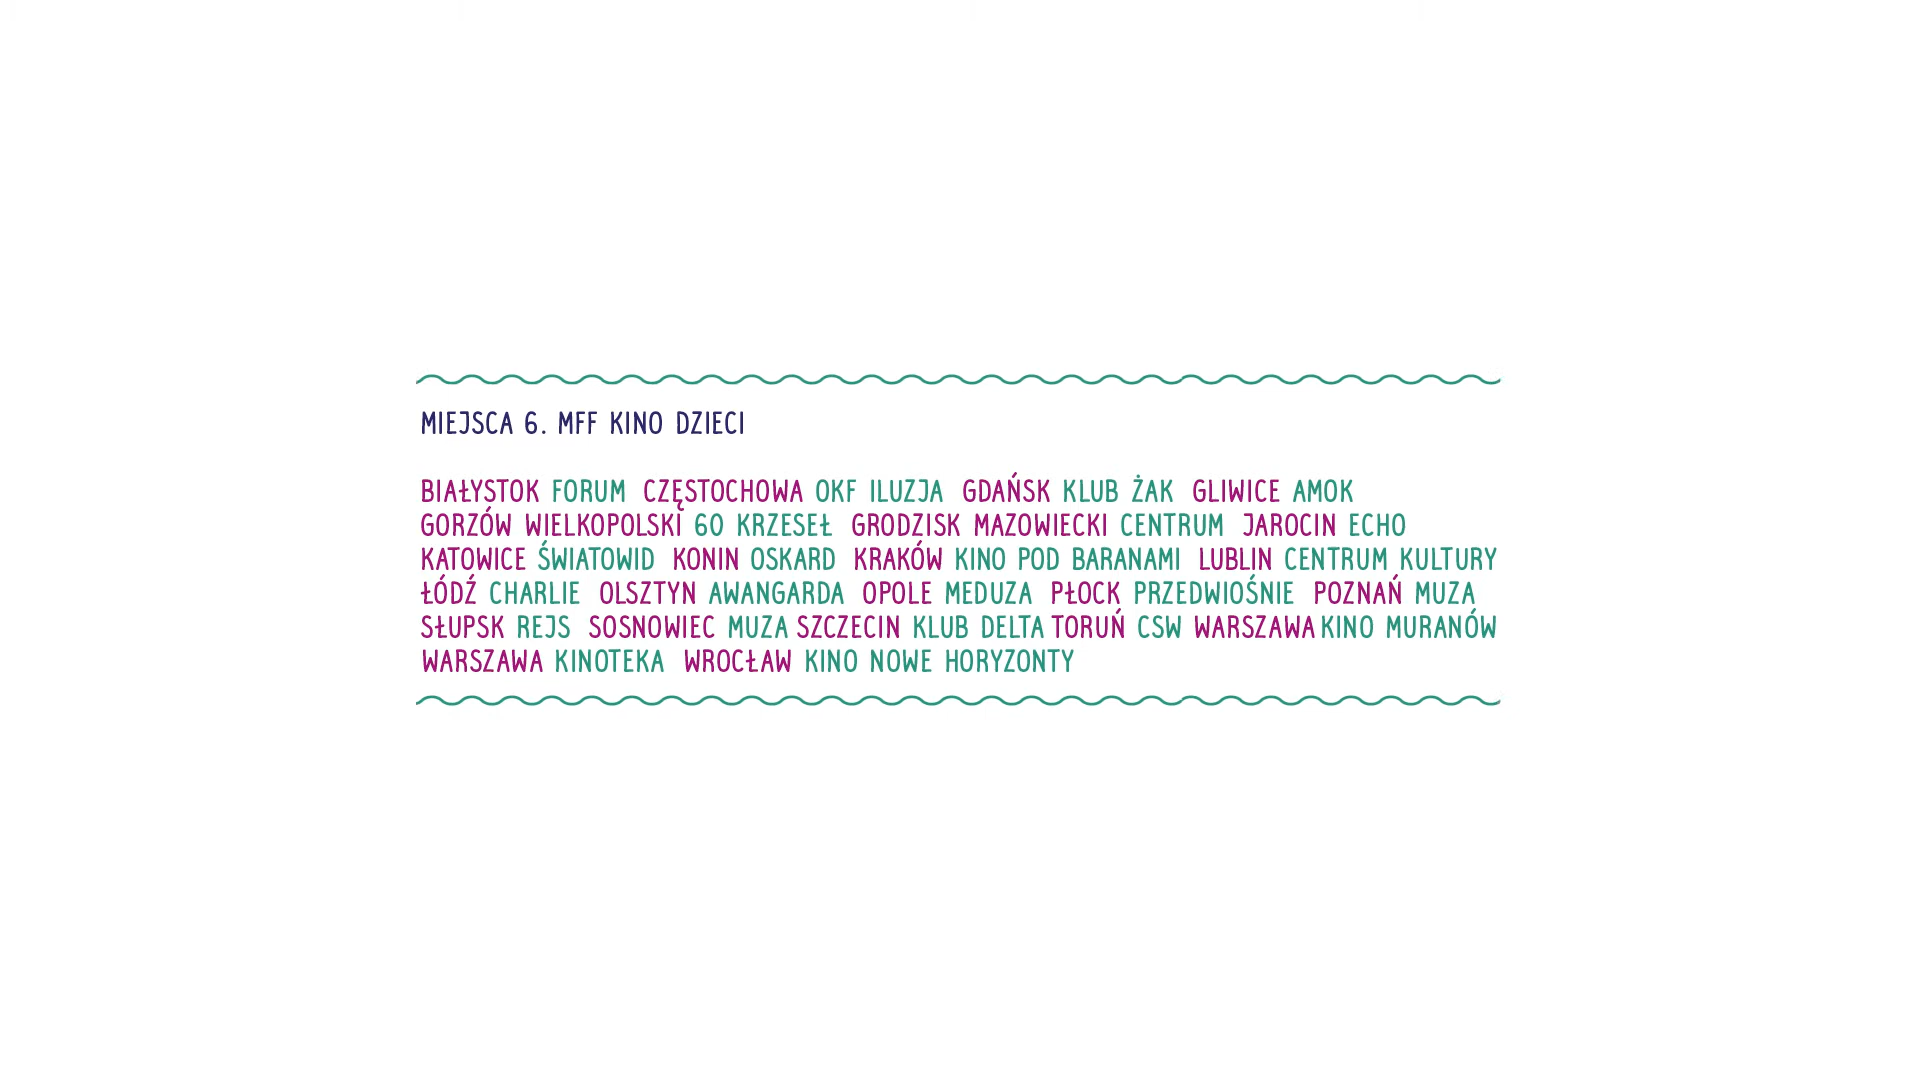 MIEJSCA 6. MFF KINO DZIECI
BIAŁYSTOK FORUM CZĘSTOCHOWA OKF ILUZJA GDAŃSK KLUB ŻAK GLIWICE AMOK
GORZÓW WIELKOPOLSKI 60 KRZESEŁ GRODZISK MAZOWIECKI CENTRUM JAROCIN ECHO
KATOWICE ŚWIATOWID KONIN OSKARD KRAKÓW KINO POD BARANAMI LUBLIN CENTRUM KULTURY
ŁÓDŹ CHARLIE OLSZTYN AWANGARDA OPOLE MEDUZA PŁOCK PRZEDWIOŚNIE POZNAŃ MUZA
SŁUPSK REJS SOSNOWIEC MUZA SZCZECIN KLUB DELTA TORUŃ CSW WARSZAWA KINO MURANÓW
WARSZAWA KINOTEKA WROCŁAW KINO NOWE HORYZONTY